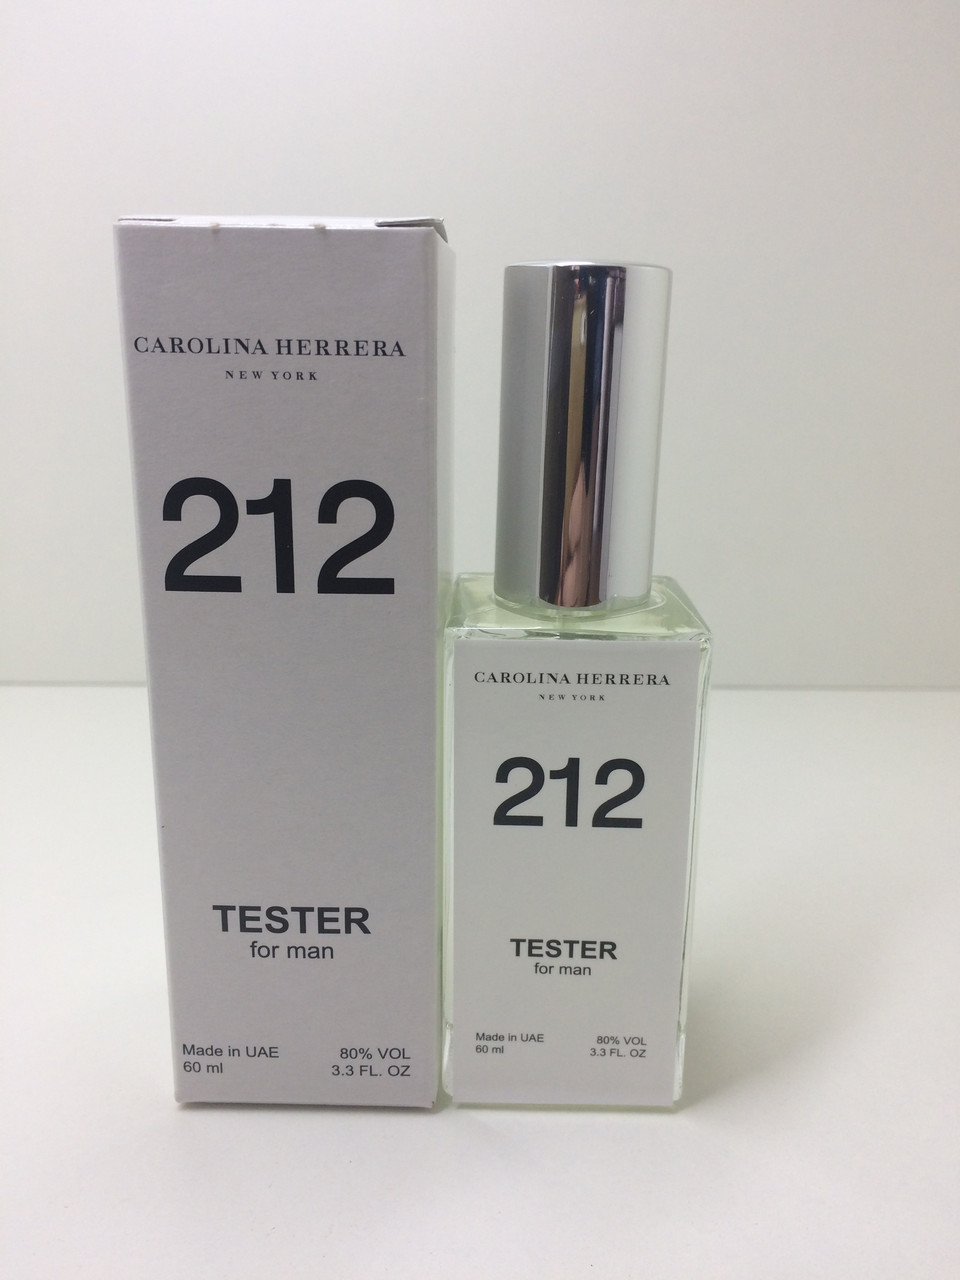 CAROLINA HERRERA
NEW YORK
212
TESTER
for man
Made in UAE
60 ml
80% VOL
3.3 FL. OZ
CAROLINA HERRERA
NEW YORK
212
TESTER
for man
Made in UAE
60 ml
80% VOL
3.3 FL. OZ